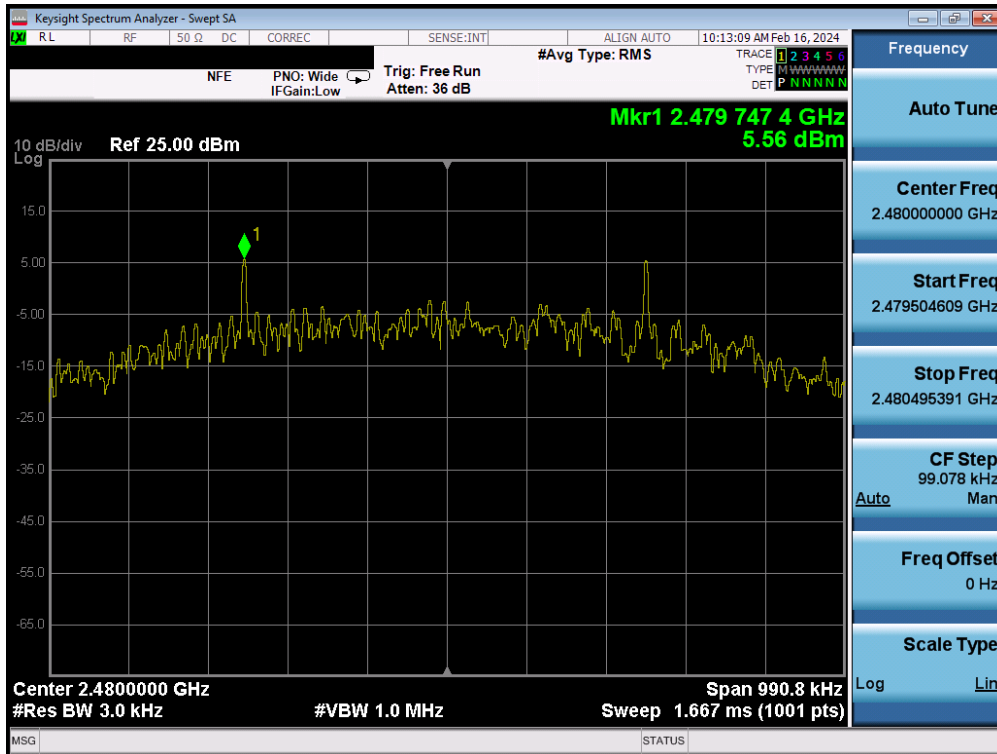 Keysight Spectrum Analyzer - Swept SA
LXI RL RF 50 Ω DC CORREC SENSE:INT ALIGN AUTO 10:13:09 AM Feb 16, 2024
NFE PNO: Wide IFGain:Low Trig: Free Run Atten: 36 dB #Avg Type: RMS
TRACE 1 2 3 4 5 6
TYPE M WWWWW
DET P N N N N N
Mkr1 2.479 747 4 GHz
5.56 dBm
10 dB/div Ref 25.00 dBm
Log
1
15.0
5.00
-5.00
-15.0
-25.0
-35.0
-45.0
-55.0
-65.0
Center 2.4800000 GHz Span 990.8 kHz
#Res BW 3.0 kHz #VBW 1.0 MHz Sweep 1.667 ms (1001 pts)
MSG STATUS
Frequency
Auto Tune
Center Freq
2.480000000 GHz
Start Freq
2.479504609 GHz
Stop Freq
2.480495391 GHz
CF Step
99.078 kHz
Auto Man
Freq Offset
0 Hz
Scale Type
Log Lin